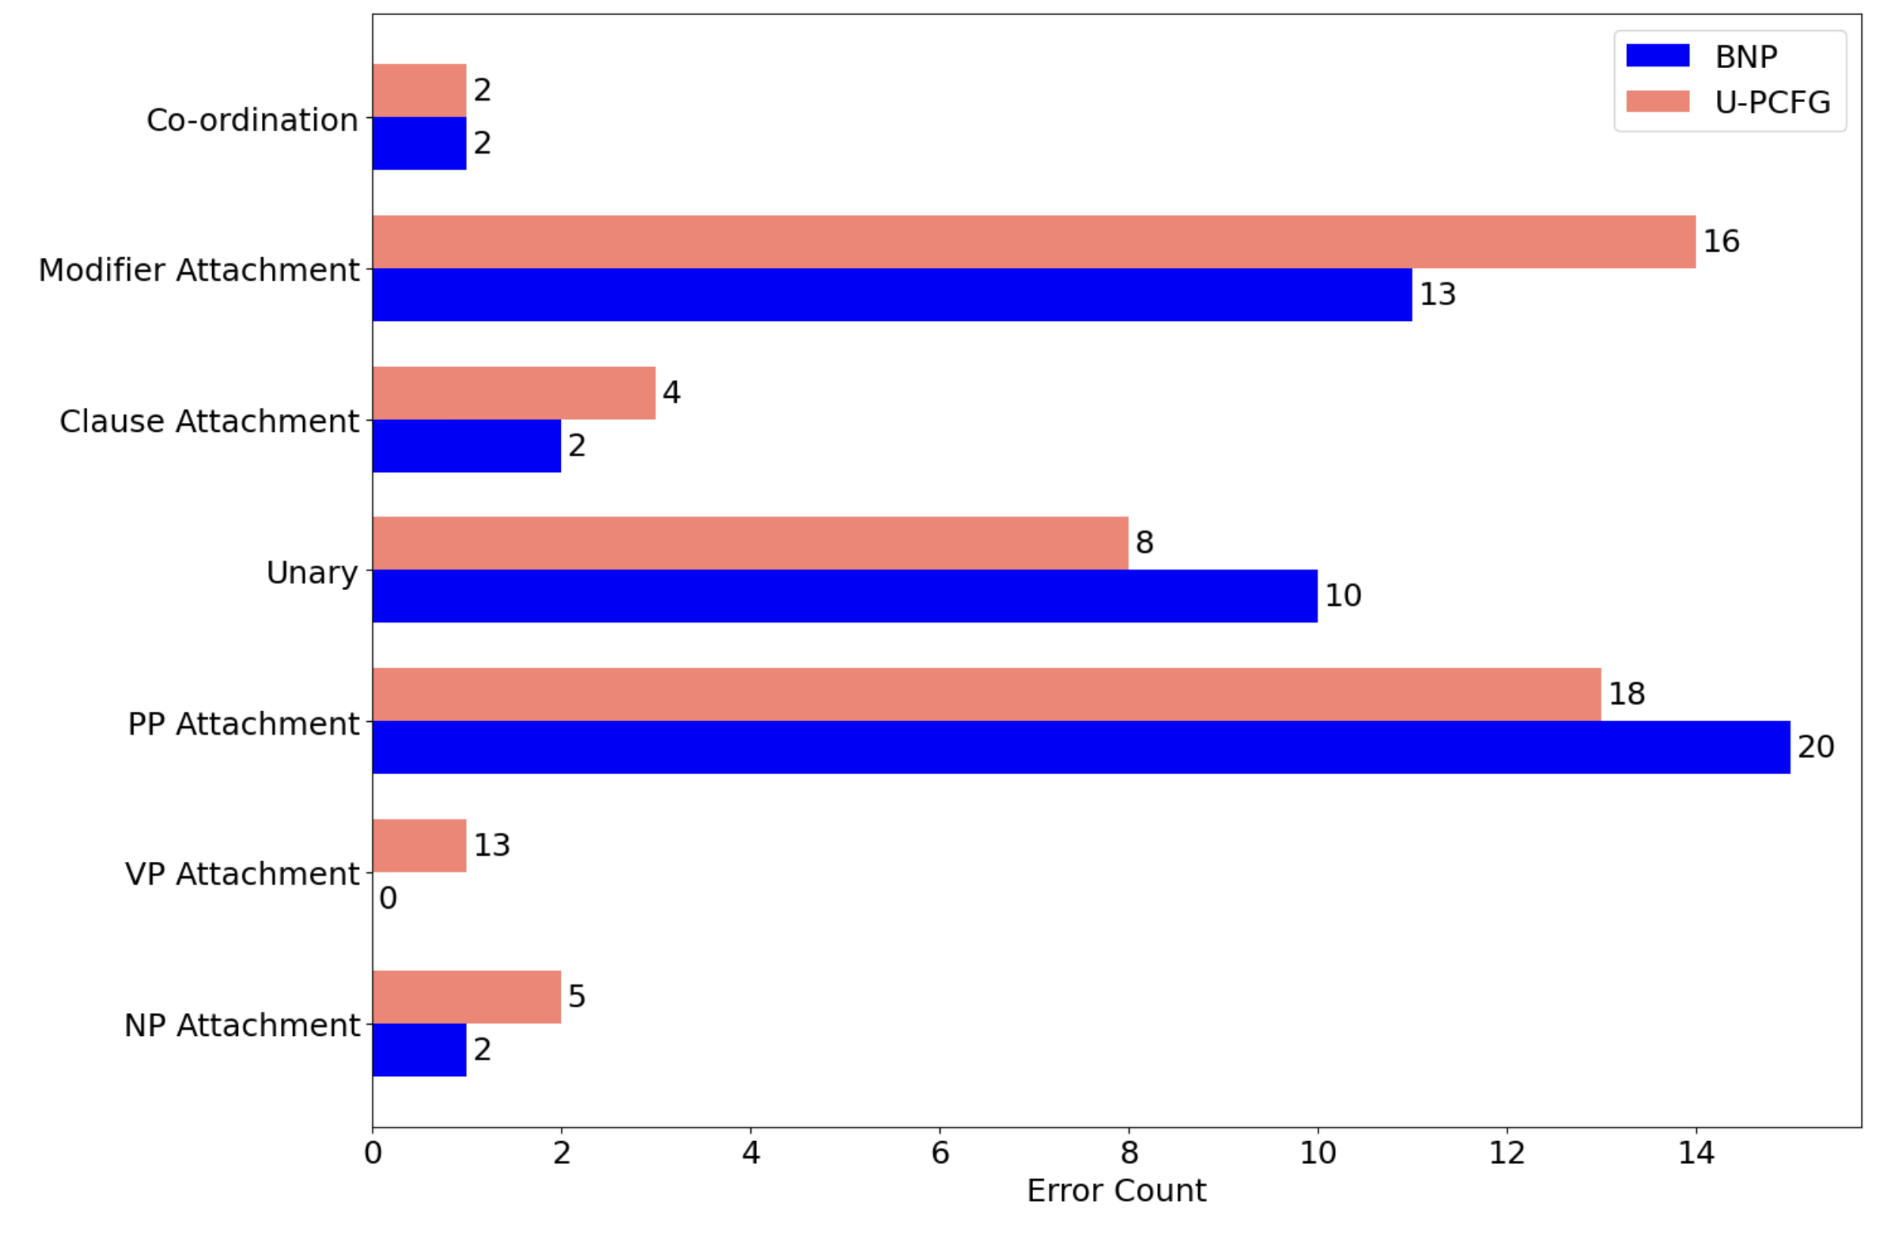 BNP
U-PCFG
Co-ordination
2
2
Modifier Attachment
16
13
Clause Attachment
4
2
Unary
8
10
PP Attachment
18
20
VP Attachment
13
0
NP Attachment
5
2
0 2 4 6 8 10 12 14
Error Count